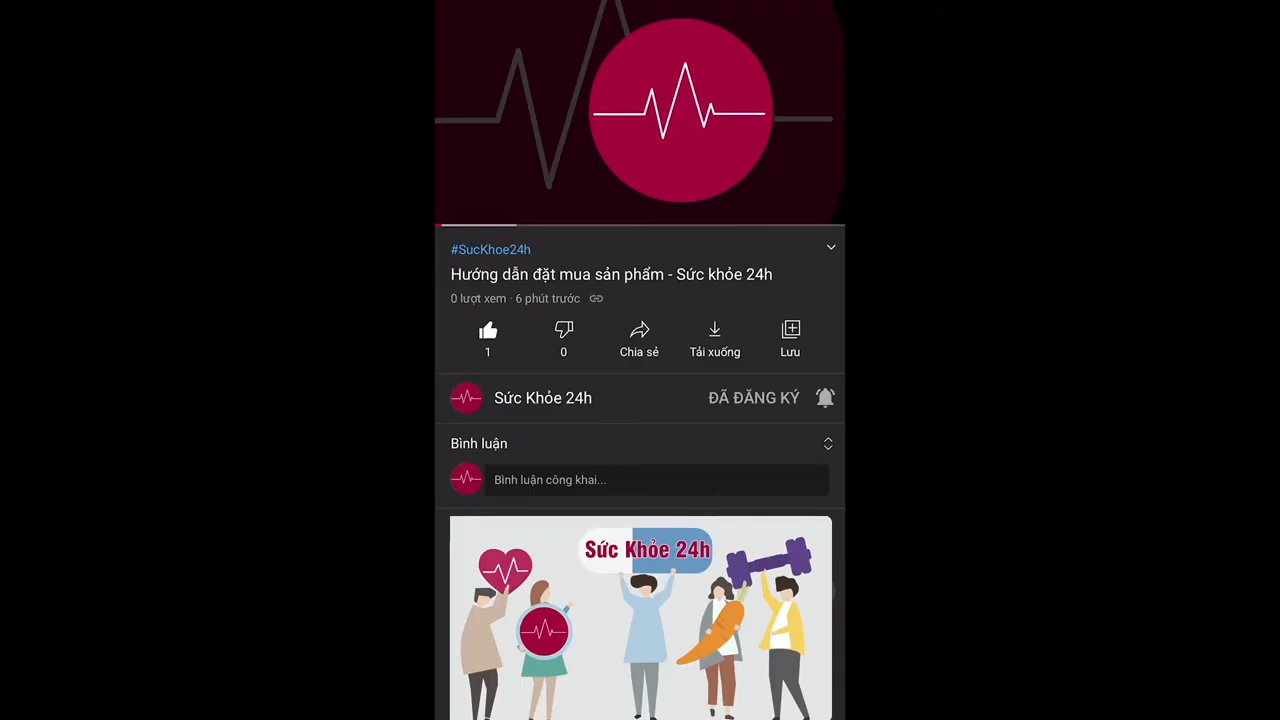 #SucKhoe24h
Hướng dẫn đặt mua sản phẩm - Sức khỏe 24h
0 lượt xem · 6 phút trước
1
0
Chia sẻ
Tải xuống
Lưu
Sức Khỏe 24h
ĐÃ ĐĂNG KÝ
Bình luận
Bình luận công khai...
Sức Khỏe 24h